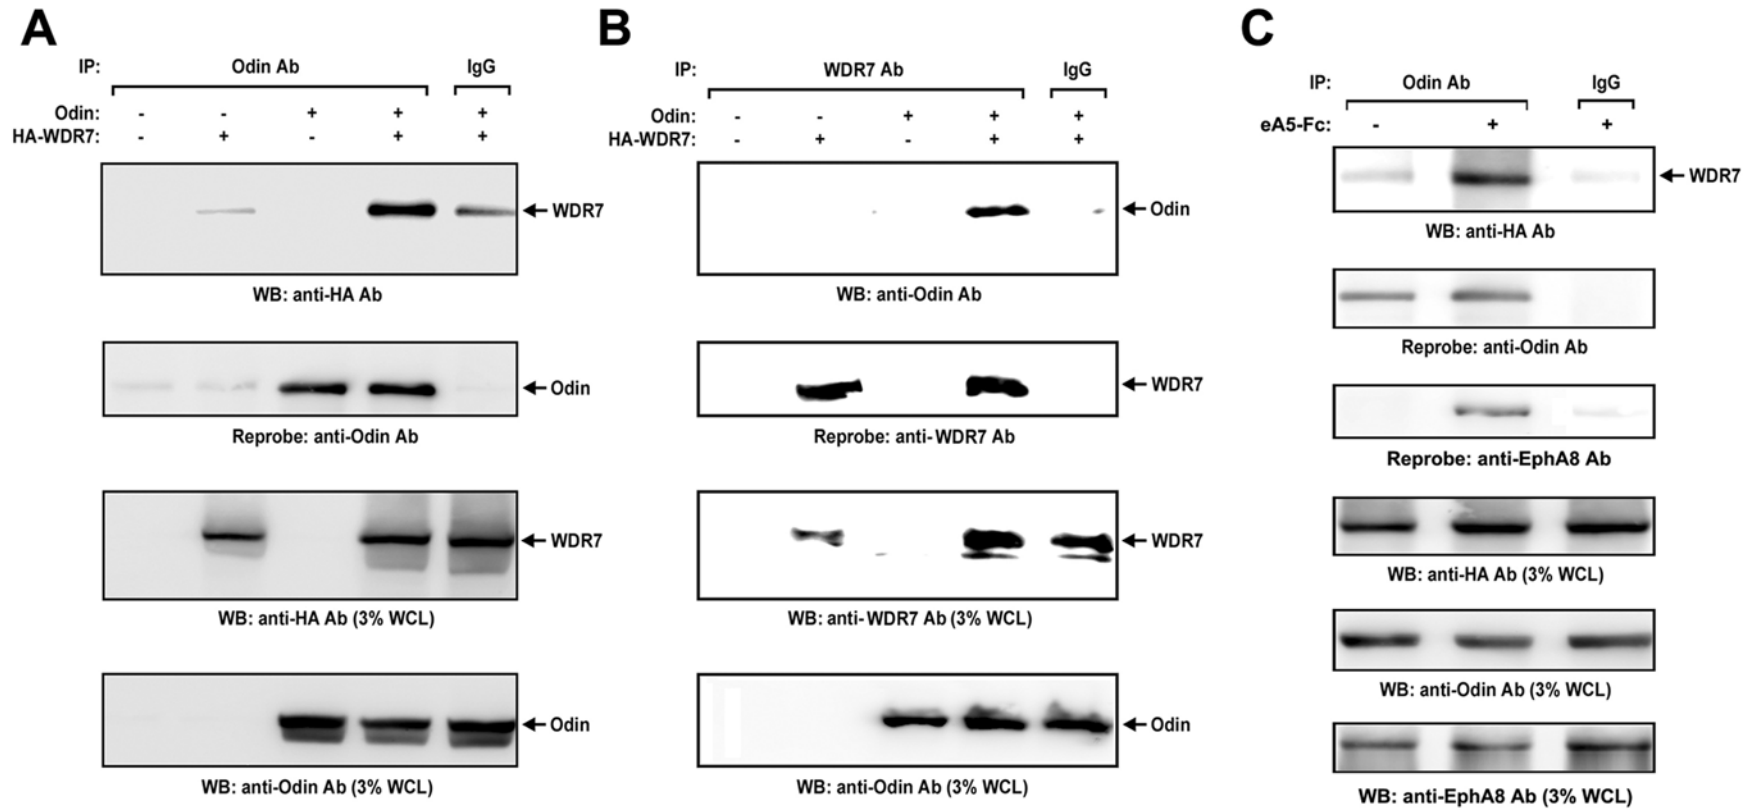 A
IP: Odin Ab IgG
Odin: - - + + +
HA-WDR7: - + - + +
WDR7
WB: anti-HA Ab
Odin
Reprobe: anti-Odin Ab
WDR7
WB: anti-HA Ab (3% WCL)
Odin
WB: anti-Odin Ab (3% WCL)
B
IP: WDR7 Ab IgG
Odin: - - + + +
HA-WDR7: - + - + +
Odin
WB: anti-Odin Ab
WDR7
Reprobe: anti-WDR7 Ab
WDR7
WB: anti-WDR7 Ab (3% WCL)
Odin
WB: anti-Odin Ab (3% WCL)
C
IP: Odin Ab IgG
eA5-Fc: - + +
WDR7
WB: anti-HA Ab
Reprobe: anti-Odin Ab
Reprobe: anti-EphA8 Ab
WB: anti-HA Ab (3% WCL)
WB: anti-Odin Ab (3% WCL)
WB: anti-EphA8 Ab (3% WCL)